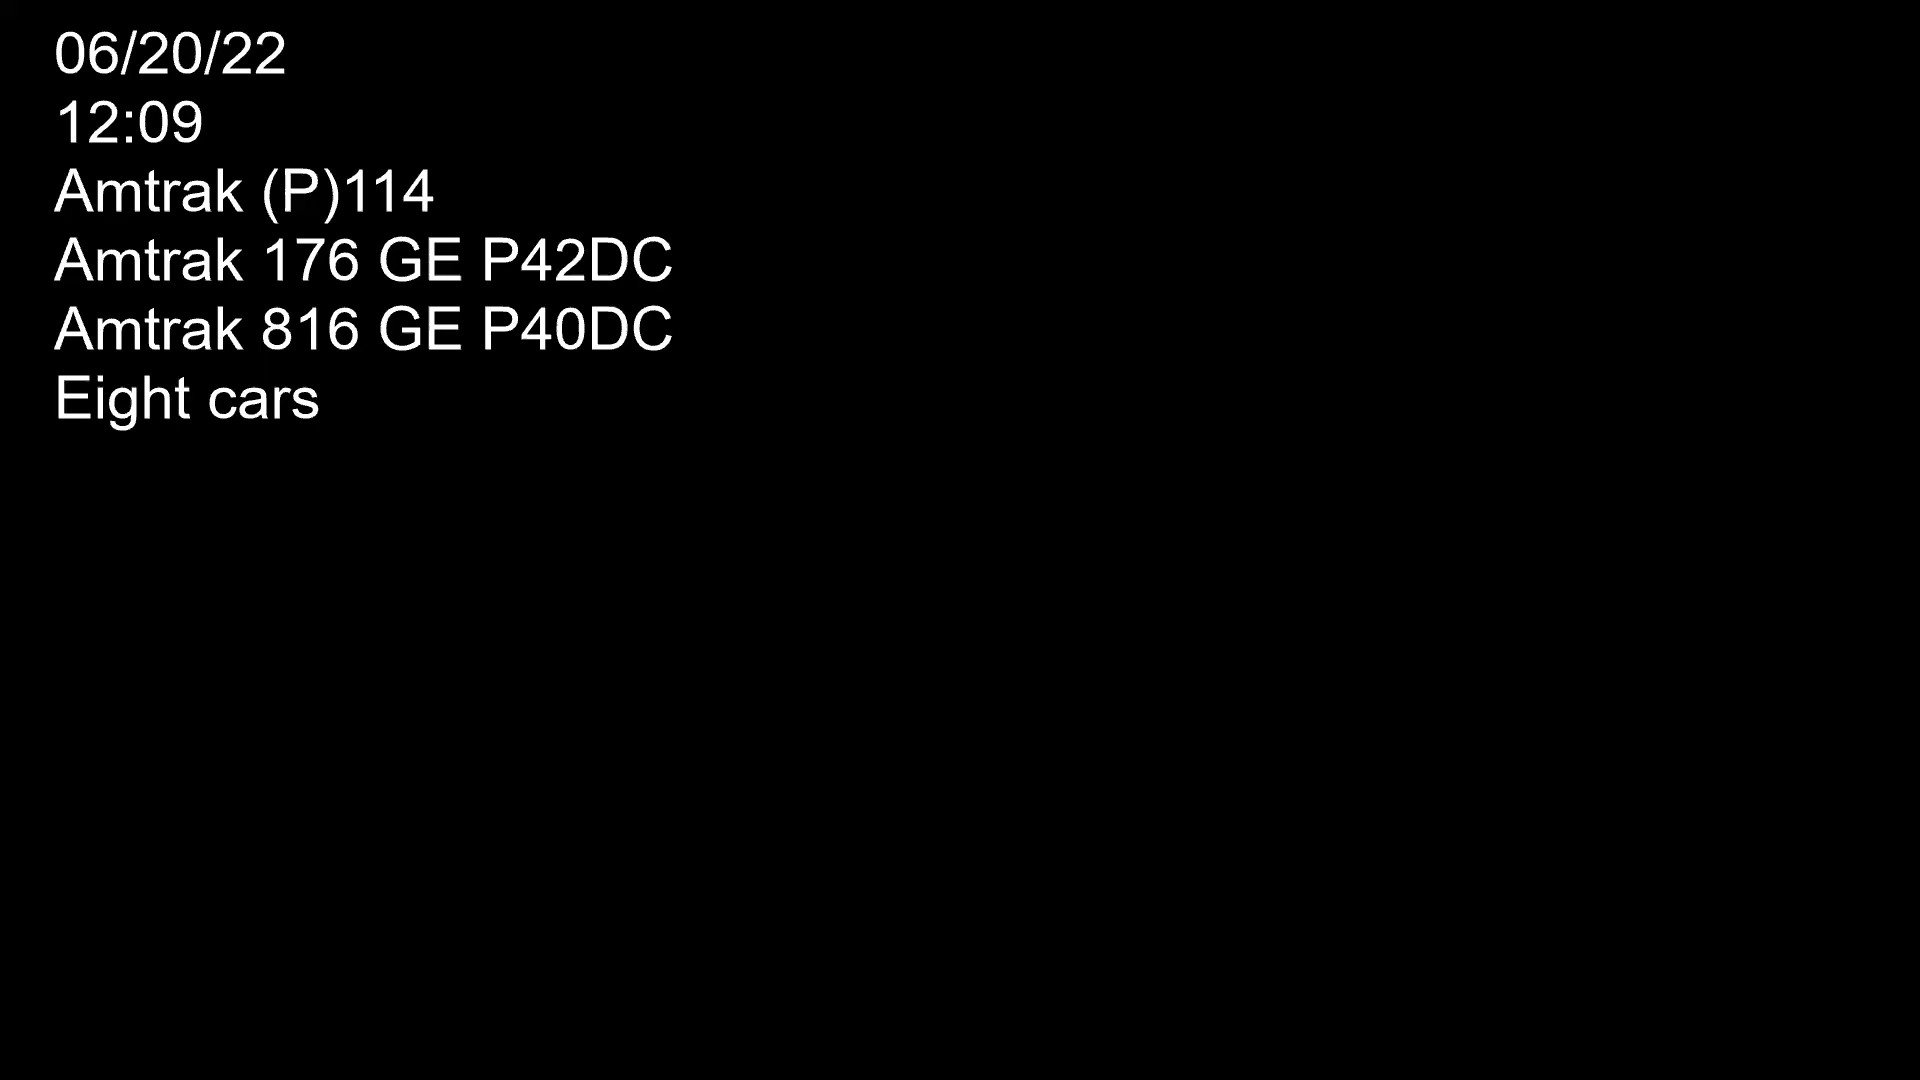 06/20/22
12:09
Amtrak (P)114
Amtrak 176 GE P42DC
Amtrak 816 GE P40DC
Eight cars